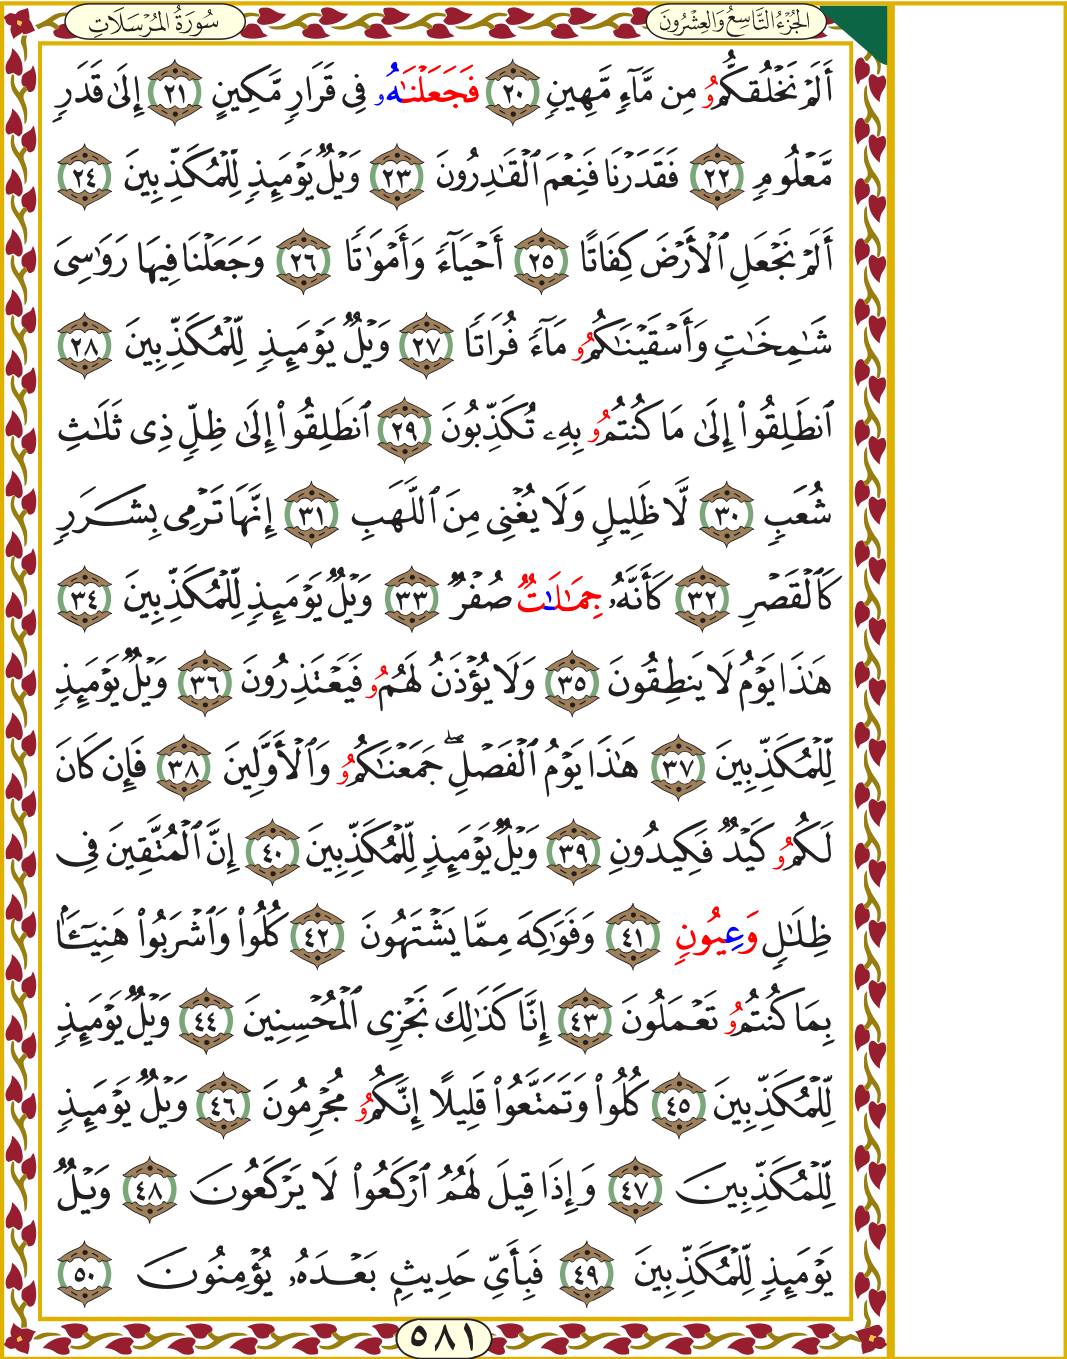 سُورَةُ المُرْسَلَاتِ
الجُزْءُ التَّاسِعُ وَالعِشْرُونَ
أَلَمْ نَخْلُقكُّمُۥ مِن مَّآءٖ مَّهِينٖ ٢٠ فَجَعَلْنَٰهُۥ فِي قَرَارٖ مَّكِينٍ ٢١ إِلَىٰ قَدَرٖ
مَّعْلُومٖ ٢٢ فَقَدَرْنَا فَنِعْمَ ٱلْقَٰدِرُونَ ٢٣ وَيْلٞ يَوْمَئِذٖ لِّلْمُكَذِّبِينَ ٢٤
أَلَمْ نَجْعَلِ ٱلْأَرْضَ كِفَاتًا ٢٥ أَحْيَآءٗ وَأَمْوَٰتٗا ٢٦ وَجَعَلْنَا فِيهَا رَوَٰسِيَ
شَٰمِخَٰتٖ وَأَسْقَيْنَٰكُمُۥ مَآءٗ فُرَاتٗا ٢٧ وَيْلٞ يَوْمَئِذٖ لِّلْمُكَذِّبِينَ ٢٨
ٱنطَلِقُوٓا۟ إِلَىٰ مَا كُنتُمُۥ بِهِۦ تُكَذِّبُونَ ٢٩ ٱنطَلِقُوٓا۟ إِلَىٰ ظِلّٖ ذِي ثَلَٰثِ
شُعَبٖ ٣٠ لَّا ظَلِيلٖ وَلَا يُغْنِي مِنَ ٱللَّهَبِ ٣١ إِنَّهَا تَرْمِي بِشَرَرٖ
كَٱلْقَصْرِ ٣٢ كَأَنَّهُۥ جِمَٰلَٰتٞ صُفْرٞ ٣٣ وَيْلٞ يَوْمَئِذٖ لِّلْمُكَذِّبِينَ ٣٤
هَٰذَا يَوْمُ لَا يَنطِقُونَ ٣٥ وَلَا يُؤْذَنُ لَهُمُۥ فَيَعْتَذِرُونَ ٣٦ وَيْلٞ يَوْمَئِذٖ
لِّلْمُكَذِّبِينَ ٣٧ هَٰذَا يَوْمُ ٱلْفَصْلِۖ جَمَعْنَٰكُمُۥ وَٱلْأَوَّلِينَ ٣٨ فَإِن كَانَ
لَكُمُۥ كَيْدٞ فَكِيدُونِ ٣٩ وَيْلٞ يَوْمَئِذٖ لِّلْمُكَذِّبِينَ ٤٠ إِنَّ ٱلْمُتَّقِينَ فِي
ظِلَٰلٖ وَعِيُونٖ ٤١ وَفَوَٰكِهَ مِمَّا يَشْتَهُونَ ٤٢ كُلُوا۟ وَٱشْرَبُوا۟ هَنِيٓـَٔۢا
بِمَا كُنتُمُۥ تَعْمَلُونَ ٤٣ إِنَّا كَذَٰلِكَ نَجْزِي ٱلْمُحْسِنِينَ ٤٤ وَيْلٞ يَوْمَئِذٖ
لِّلْمُكَذِّبِينَ ٤٥ كُلُوا۟ وَتَمَتَّعُوا۟ قَلِيلًا إِنَّكُمُۥ مُجْرِمُونَ ٤٦ وَيْلٞ يَوْمَئِذٖ
لِّلْمُكَذِّبِينَ ٤٧ وَإِذَا قِيلَ لَهُمُ ٱرْكَعُوا۟ لَا يَرْكَعُونَ ٤٨ وَيْلٞ
يَوْمَئِذٖ لِّلْمُكَذِّبِينَ ٤٩ فَبِأَيِّ حَدِيثِۭ بَعْدَهُۥ يُؤْمِنُونَ ٥٠
٥٨١